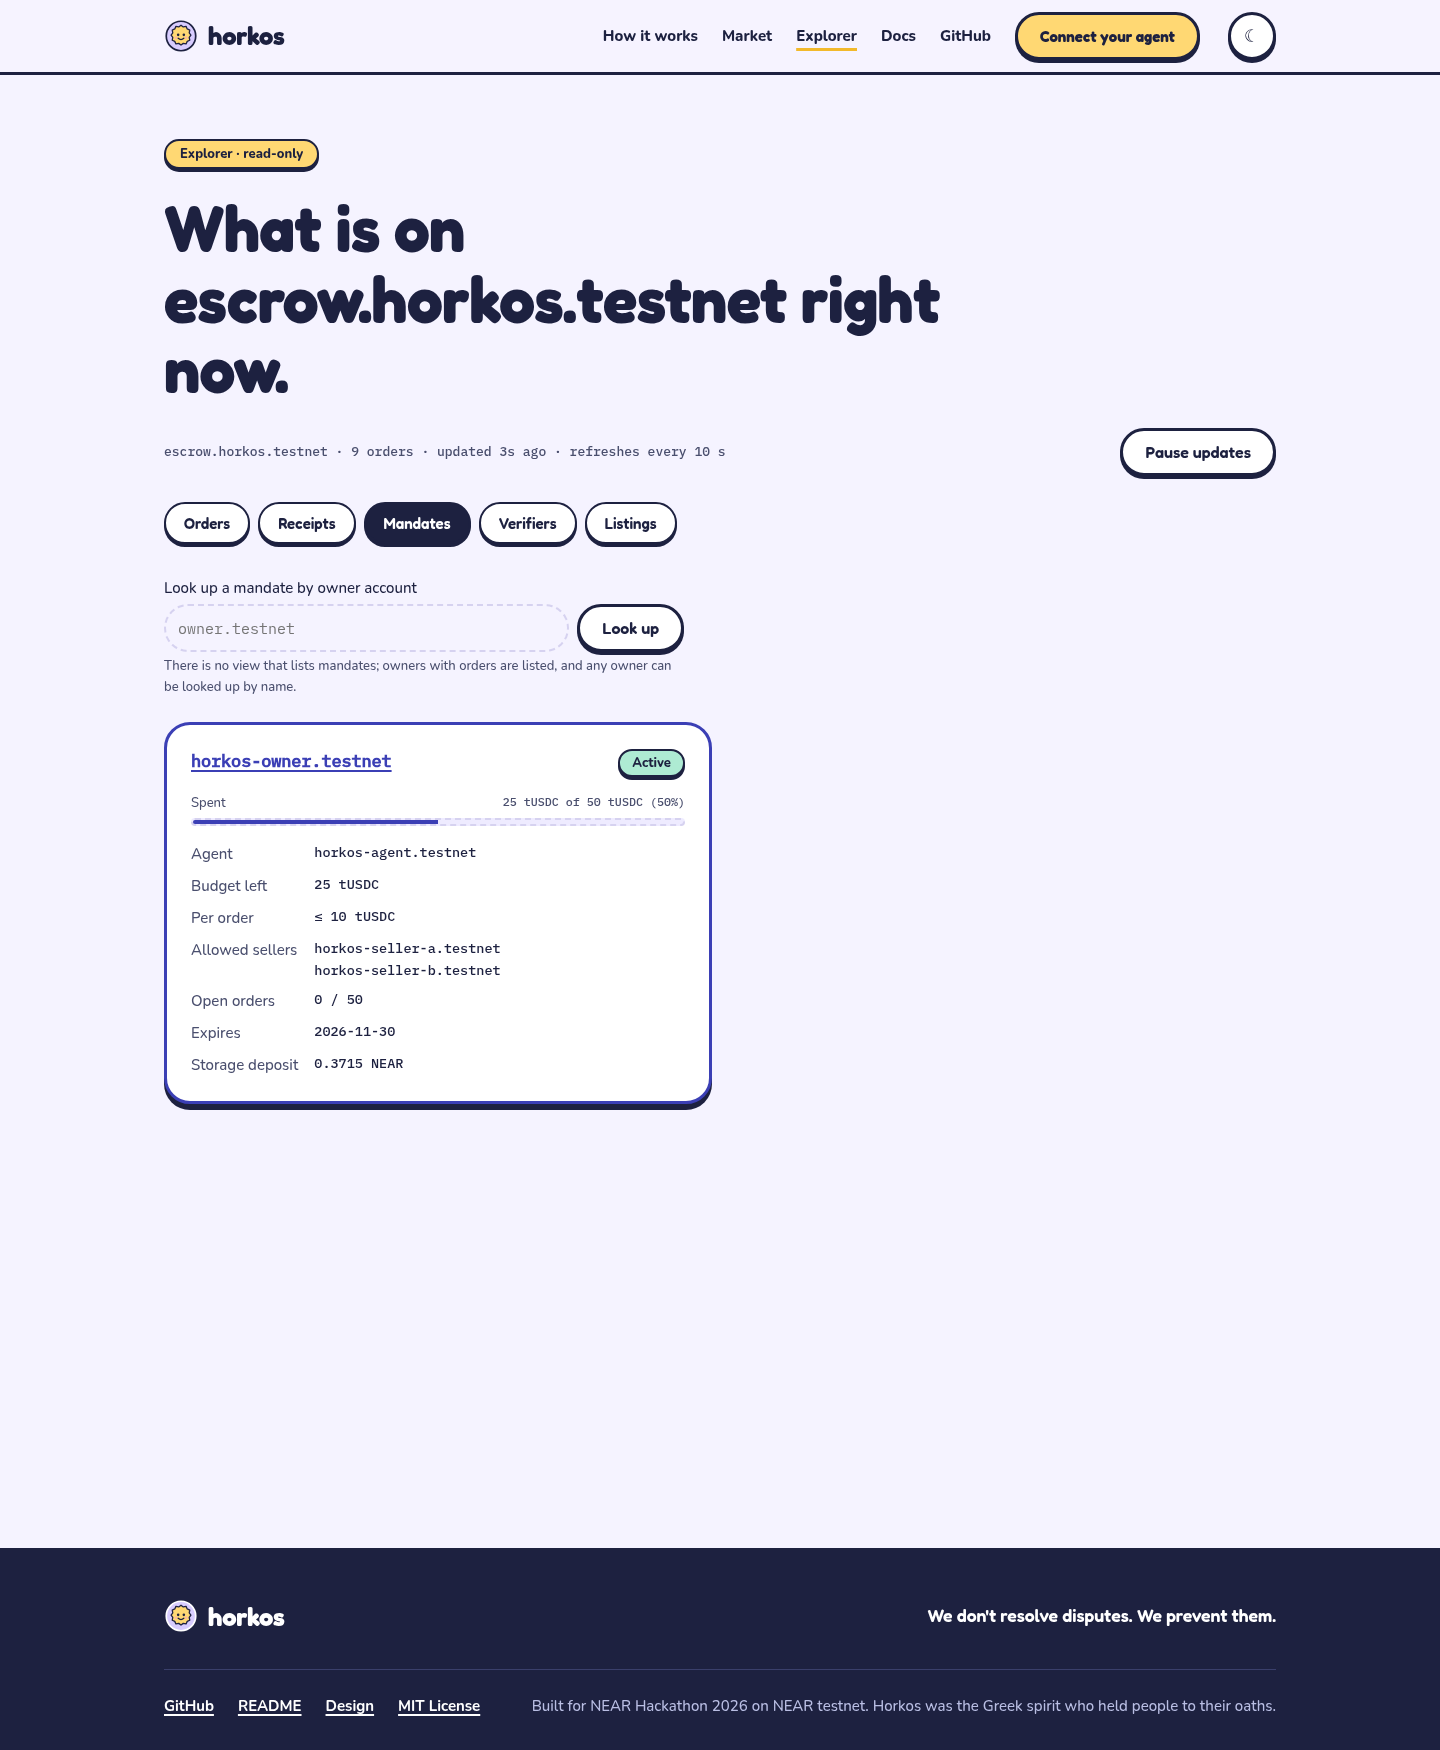 horkos
How it works Market Explorer Docs GitHub Connect your agent ☾
Explorer · read-only
What is on
escrow.horkos.testnet right
now.
escrow.horkos.testnet · 9 orders · updated 3s ago · refreshes every 10 s
Pause updates
Orders Receipts Mandates Verifiers Listings
Look up a mandate by owner account
owner.testnet Look up
There is no view that lists mandates; owners with orders are listed, and any owner can
be looked up by name.
horkos-owner.testnet Active
Spent 25 tUSDC of 50 tUSDC (50%)
Agent horkos-agent.testnet
Budget left 25 tUSDC
Per order ≤ 10 tUSDC
Allowed sellers horkos-seller-a.testnet
horkos-seller-b.testnet
Open orders 0 / 50
Expires 2026-11-30
Storage deposit 0.3715 NEAR
horkos
We don't resolve disputes. We prevent them.
GitHub README Design MIT License
Built for NEAR Hackathon 2026 on NEAR testnet. Horkos was the Greek spirit who held people to their oaths.